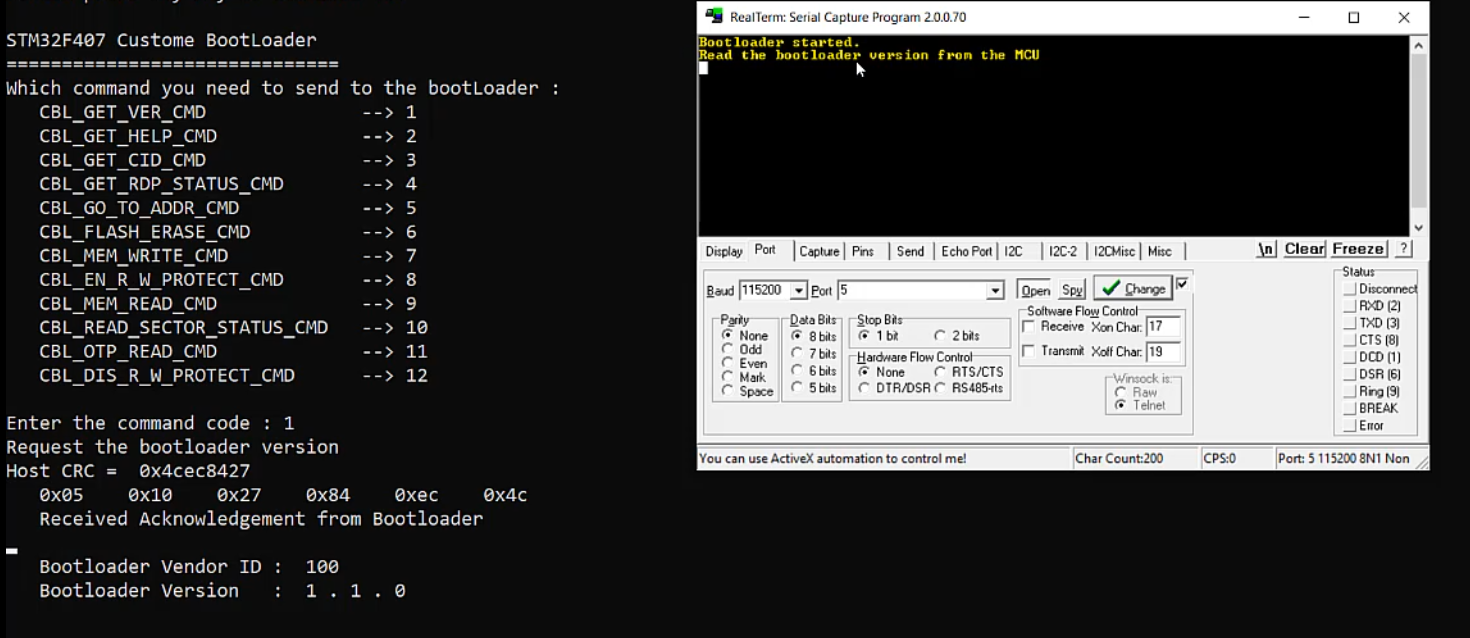 STM32F407 Custome BootLoader
==============================
Which command you need to send to the bootLoader :
CBL_GET_VER_CMD --> 1
CBL_GET_HELP_CMD --> 2
CBL_GET_CID_CMD --> 3
CBL_GET_RDP_STATUS_CMD --> 4
CBL_GO_TO_ADDR_CMD --> 5
CBL_FLASH_ERASE_CMD --> 6
CBL_MEM_WRITE_CMD --> 7
CBL_EN_R_W_PROTECT_CMD --> 8
CBL_MEM_READ_CMD --> 9
CBL_READ_SECTOR_STATUS_CMD --> 10
CBL_OTP_READ_CMD --> 11
CBL_DIS_R_W_PROTECT_CMD --> 12
Enter the command code : 1
Request the bootloader version
Host CRC = 0x4cec8427
0x05 0x10 0x27 0x84 0xec 0x4c
Received Acknowledgement from Bootloader
Bootloader Vendor ID : 100
Bootloader Version : 1 . 1 . 0
RealTerm: Serial Capture Program 2.0.0.70
Bootloader started.
Read the bootloader version from the MCU
Display Port Capture Pins Send Echo Port I2C I2C-2 I2CMisc Misc \n Clear Freeze ?
Baud 115200 Port 5 Open Spy Change
Parity
None
Odd
Even
Mark
Space
Data Bits
8 bits
7 bits
6 bits
5 bits
Stop Bits
1 bit 2 bits
Hardware Flow Control
None RTS/CTS
DTR/DSR RS485-rts
Software Flow Control
Receive Xon Char: 17
Transmit Xoff Char: 19
Winsock is:
Raw
Telnet
Status
Disconnect
RXD (2)
TXD (3)
CTS (8)
DCD (1)
DSR (6)
Ring (9)
BREAK
Error
You can use ActiveX automation to control me! Char Count:200 CPS:0 Port: 5 115200 8N1 Non